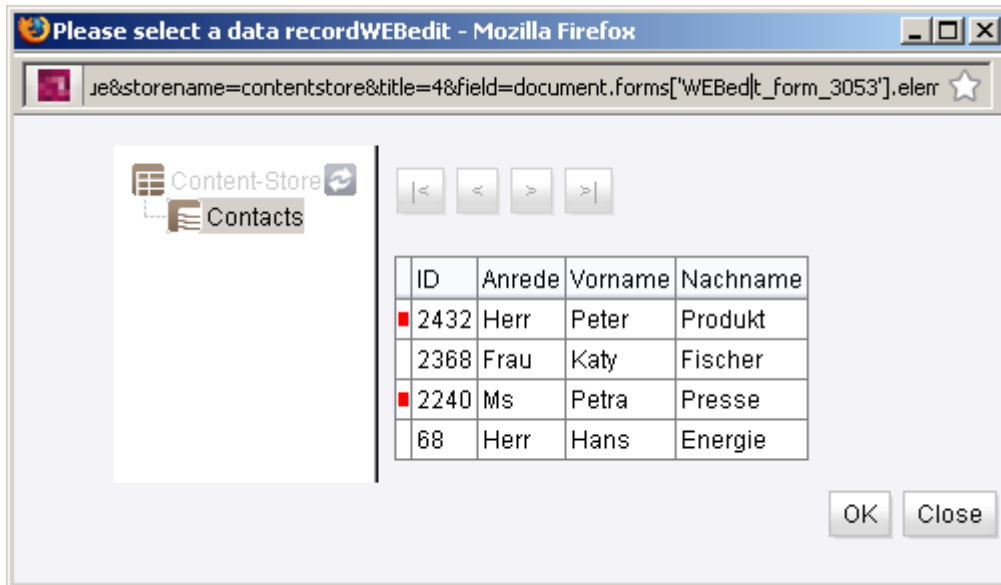 Please select a data recordWEBedit - Mozilla Firefox
ue&storename=contentstore&title=4&field=document.forms['WEBedit_form_3053'].elem
Content-Store
Contacts
|< < > >|
ID Anrede Vorname Nachname
2432 Herr Peter Produkt
2368 Frau Katy Fischer
2240 Ms Petra Presse
68 Herr Hans Energie
OK Close